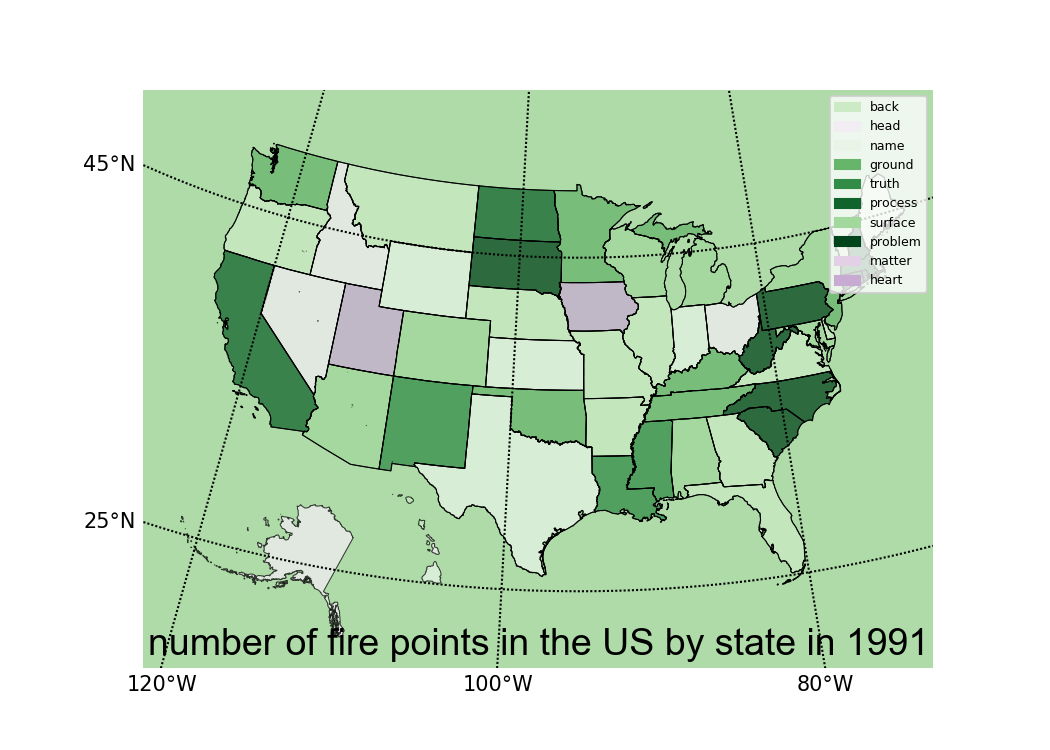 back
head
name
ground
truth
process
surface
problem
matter
heart
45°N
25°N
number of fire points in the US by state in 1991
120°W 100°W 80°W